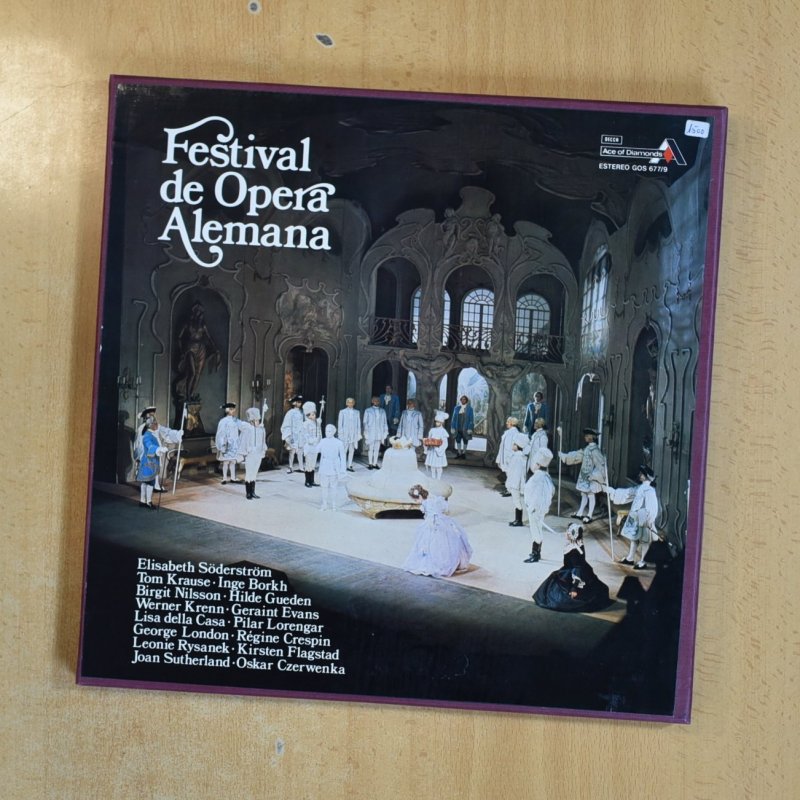 Festival
de Opera
Alemana
DECCA
Ace of Diamonds
ESTEREO GOS 677/9
1500
Elisabeth Söderström
Tom Krause · Inge Borkh
Birgit Nilsson · Hilde Gueden
Werner Krenn · Geraint Evans
Lisa della Casa · Pilar Lorengar
George London · Régine Crespin
Leonie Rysanek · Kirsten Flagstad
Joan Sutherland · Oskar Czerwenka